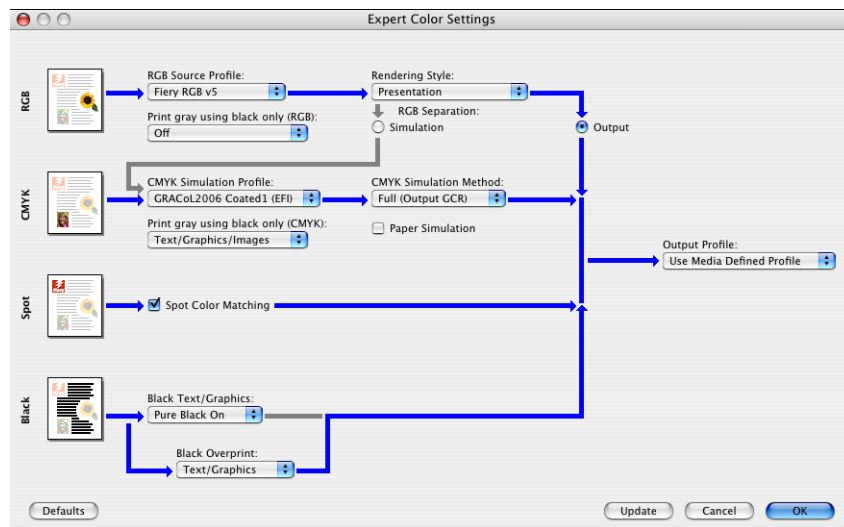 Expert Color Settings
RGB
RGB Source Profile:
Fiery RGB v5
Rendering Style:
Presentation
Print gray using black only (RGB):
Off
RGB Separation:
Simulation
Output
CMYK
CMYK Simulation Profile:
GRACoL2006 Coated1 (EFI)
CMYK Simulation Method:
Full (Output GCR)
Print gray using black only (CMYK):
Text/Graphics/Images
Paper Simulation
Output Profile:
Use Media Defined Profile
Spot
Spot Color Matching
Black
Black Text/Graphics:
Pure Black On
Black Overprint:
Text/Graphics
Defaults
Update
Cancel
OK